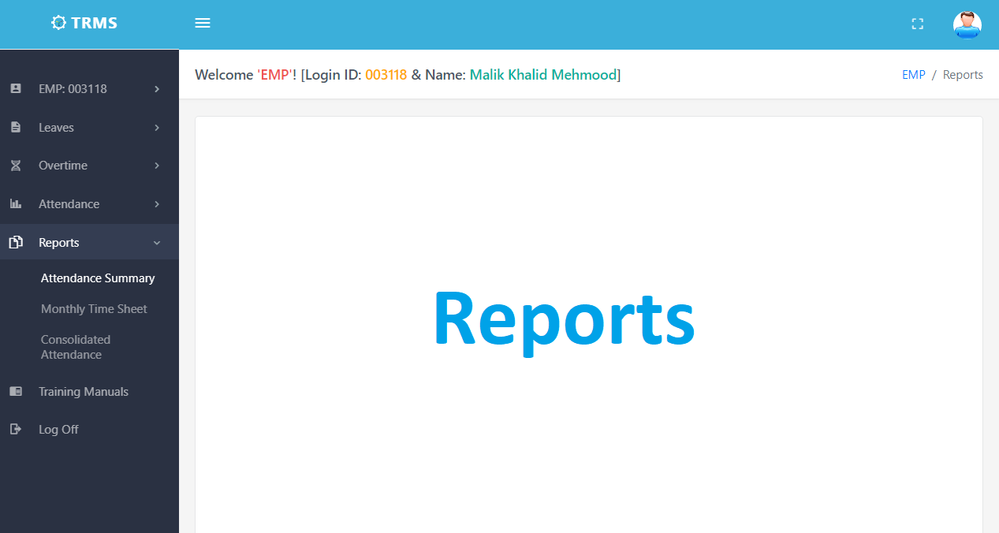 TRMS
Welcome 'EMP'! [Login ID: 003118 & Name: Malik Khalid Mehmood]
EMP / Reports
EMP: 003118
Leaves
Overtime
Attendance
Reports
Attendance Summary
Monthly Time Sheet
Consolidated
Attendance
Training Manuals
Log Off
Reports